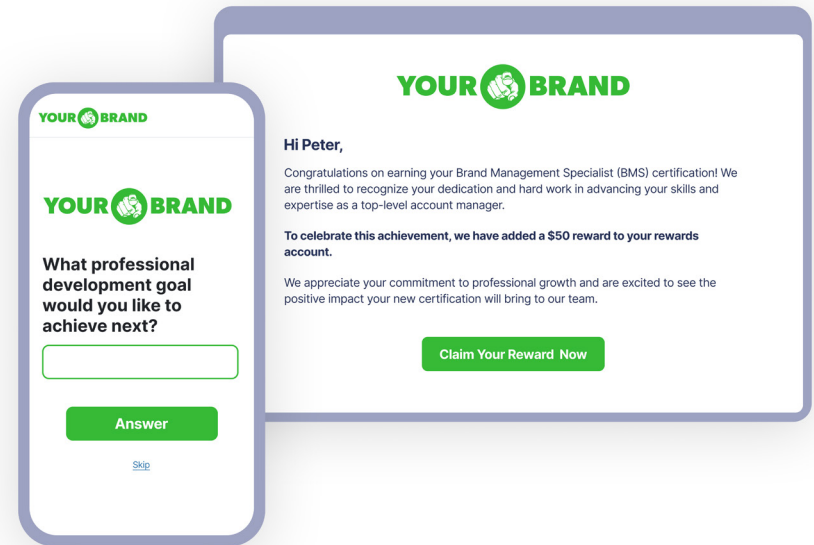 YOUR BRAND
YOUR BRAND
What professional
development goal
would you like to
achieve next?
Answer
Skip
YOUR BRAND
Hi Peter,
Congratulations on earning your Brand Management Specialist (BMS) certification! We
are thrilled to recognize your dedication and hard work in advancing your skills and
expertise as a top-level account manager.
To celebrate this achievement, we have added a $50 reward to your rewards
account.
We appreciate your commitment to professional growth and are excited to see the
positive impact your new certification will bring to our team.
Claim Your Reward Now